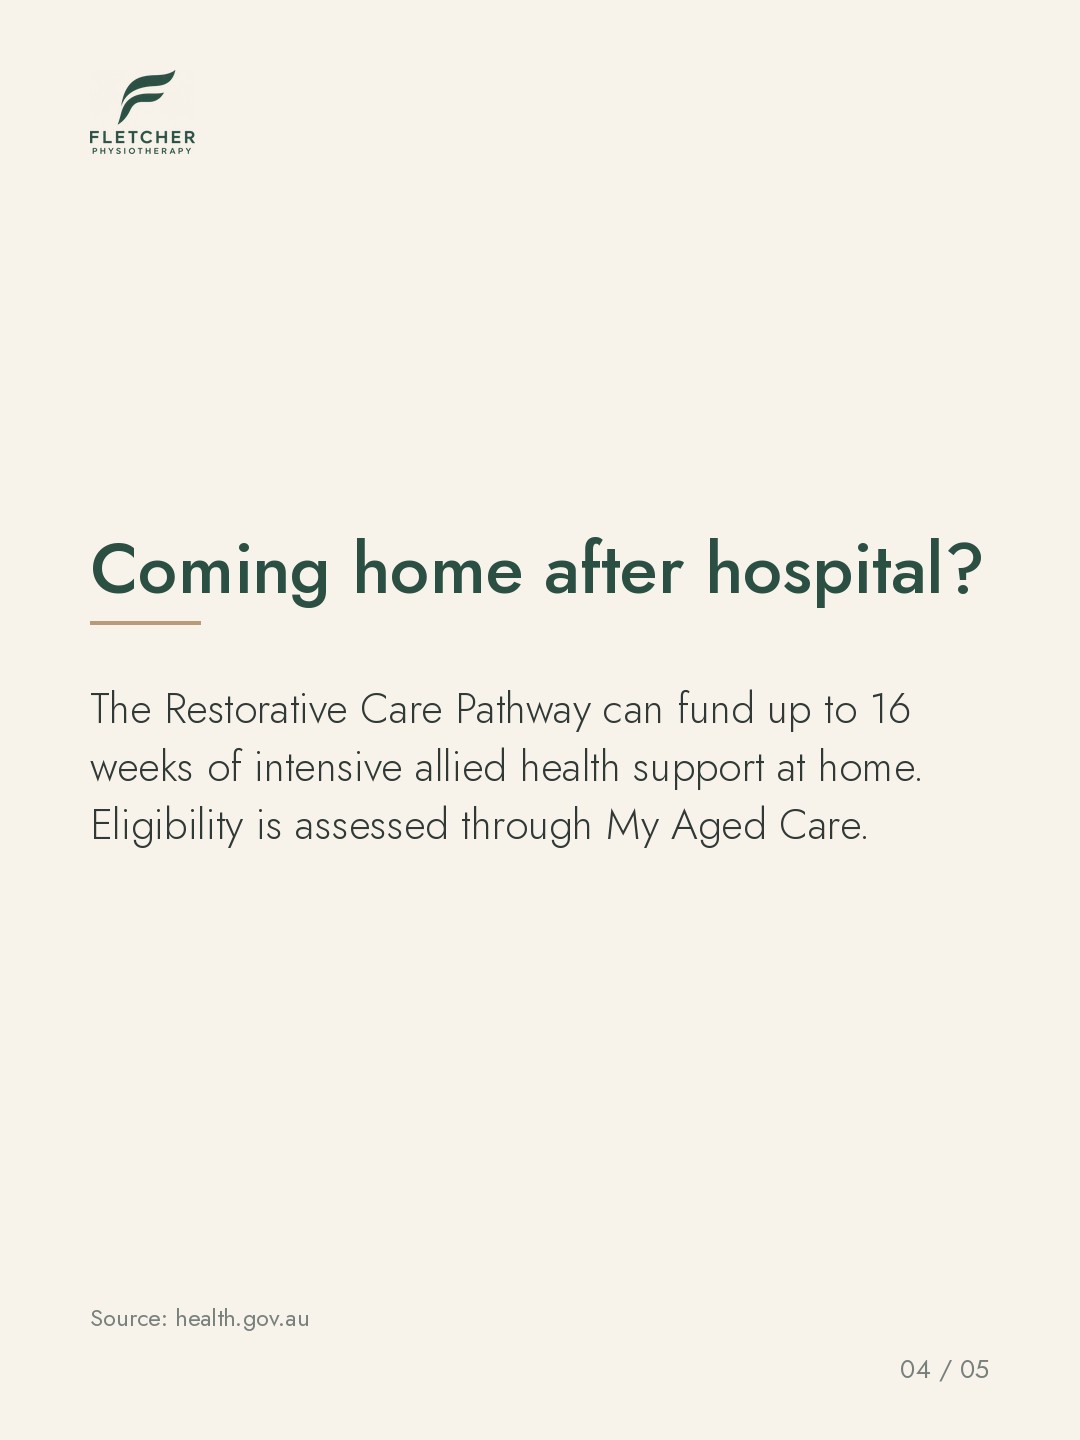 FLETCHER
PHYSIOTHERAPY
Coming home after hospital?
The Restorative Care Pathway can fund up to 16
weeks of intensive allied health support at home.
Eligibility is assessed through My Aged Care.
Source: health.gov.au
04 / 05